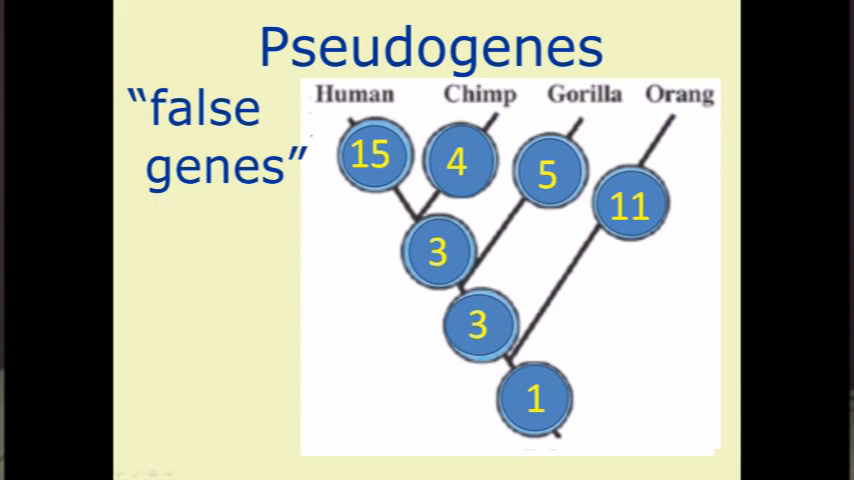 Pseudogenes
“false
genes”
Human Chimp Gorilla Orang
15 4 5 11
3
3
1